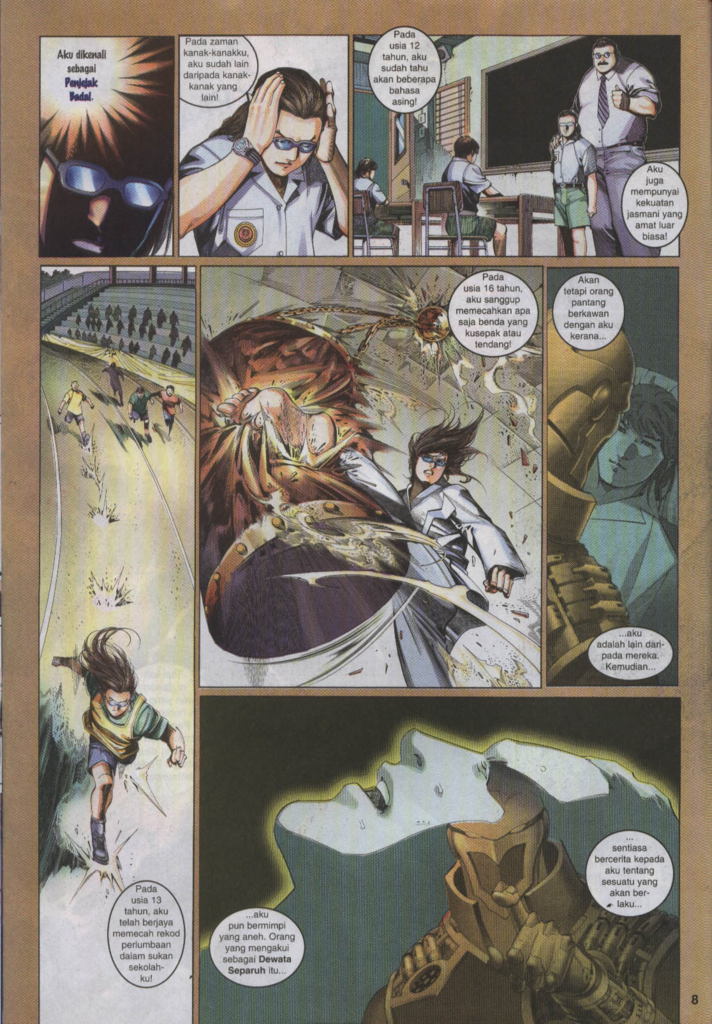 Aku dikenali
sebagai
Penjejak
Badai.
Pada zaman
kanak-kanakku,
aku sudah lain
daripada kanak-
kanak yang
lain!
Pada
usia 12
tahun, aku
sudah tahu
akan beberapa
bahasa
asing!
Aku
juga
mempunyai
kekuatan
jasmani yang
amat luar
biasa!
Pada
usia 13
tahun, aku
telah berjaya
memecah rekod
perlumbaan
dalam sukan
sekolah-
ku!
Pada
usia 16 tahun,
aku sanggup
memecahkan apa
saja benda yang
kusepak atau
tendang!
Akan
tetapi orang
pantang
berkawan
dengan aku
kerana...
...aku
adalah lain dari-
pada mereka.
Kemudian...
...aku
pun bermimpi
yang aneh. Orang
yang mengakui
sebagai Dewata
Separuh itu...
...
sentiasa
bercerita kepada
aku tentang
sesuatu yang
akan ber-
laku...
8